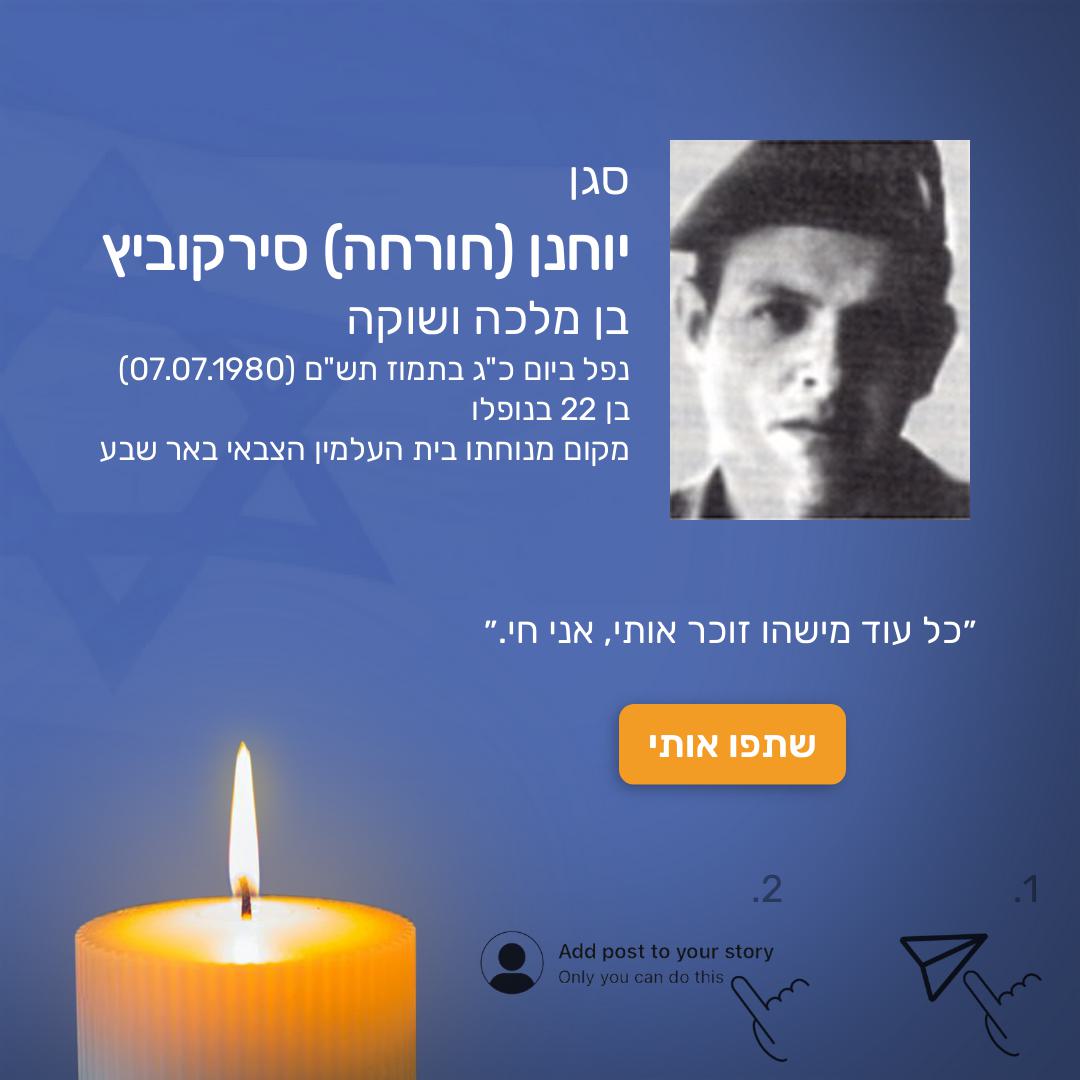 סגן
יוחנן (חורחה) סירקוביץ
בן מלכה ושוקה
נפל ביום כ"ג בתמוז תש"ם (07.07.1980)
בן 22 בנופלו
מקום מנוחתו בית העלמין הצבאי באר שבע
״כל עוד מישהו זוכר אותי, אני חי.״
שתפו אותי
.1
.2
Add post to your story
Only you can do this